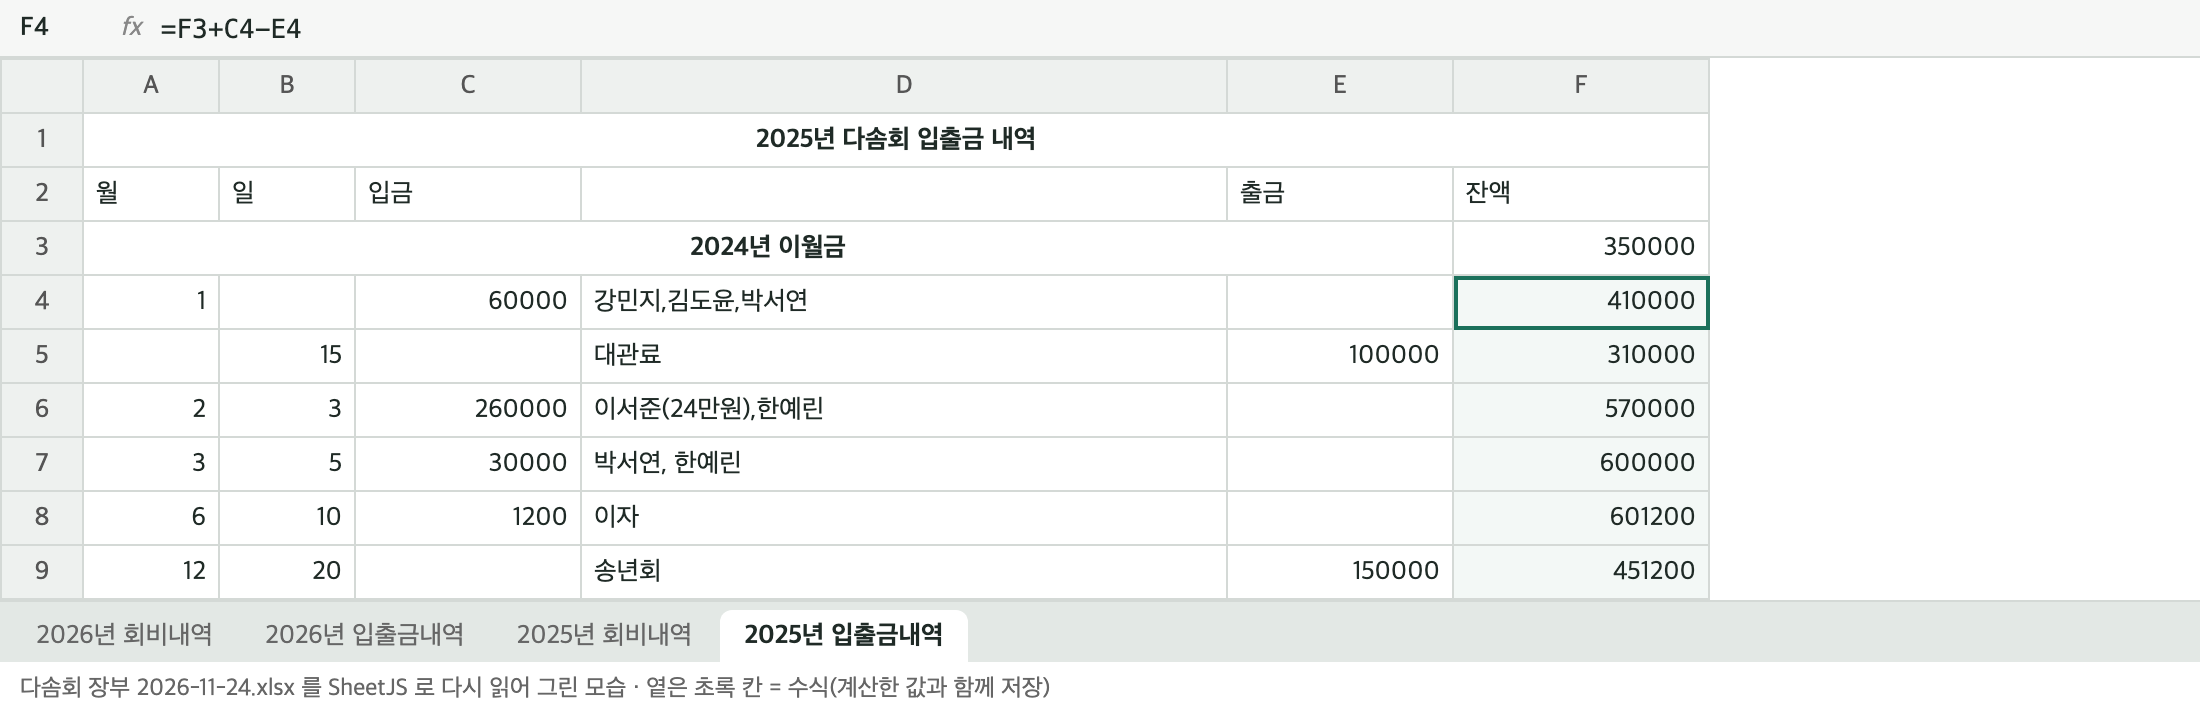 F4 fx =F3+C4−E4
A B C D E F
1 2025년 다솜회 입출금 내역
2 월 일 입금 출금 잔액
3 2024년 이월금 350000
4 1 60000 강민지,김도윤,박서연 410000
5 15 대관료 100000 310000
6 2 3 260000 이서준(24만원),한예린 570000
7 3 5 30000 박서연, 한예린 600000
8 6 10 1200 이자 601200
9 12 20 송년회 150000 451200
2026년 회비내역 2026년 입출금내역 2025년 회비내역 2025년 입출금내역
다솜회 장부 2026-11-24.xlsx 를 SheetJS 로 다시 읽어 그린 모습 · 옅은 초록 칸 = 수식(계산한 값과 함께 저장)